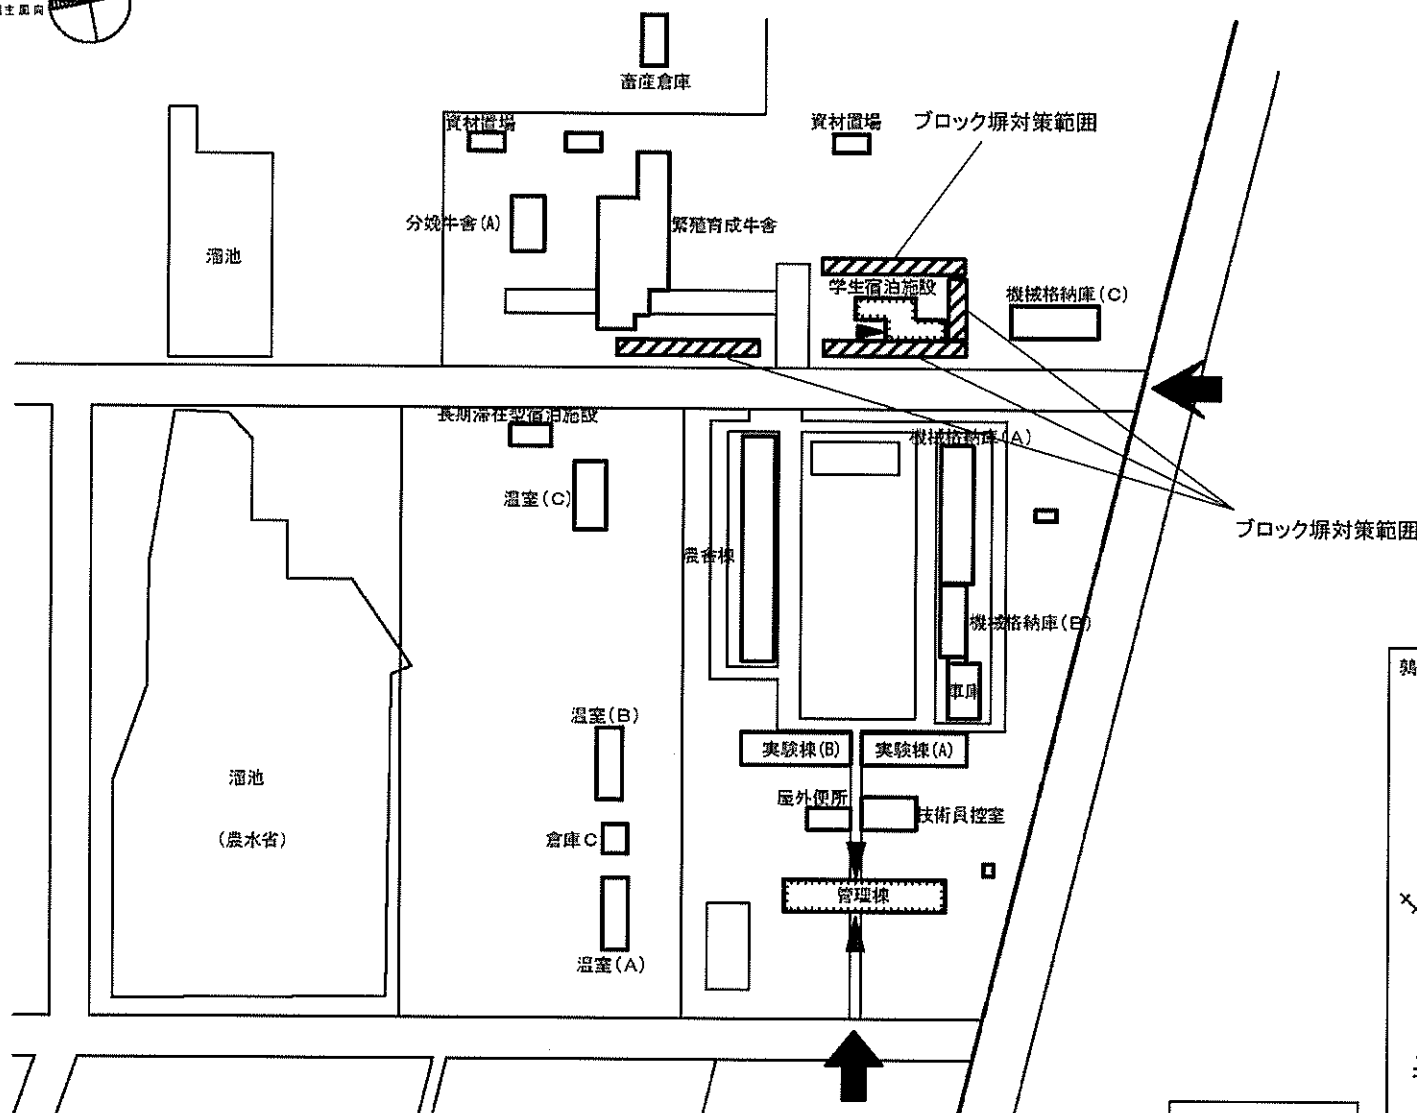 主風向
畜産倉庫
資材置場
資材置場
ブロック塀対策範囲
分娩牛舎(A)
繁殖育成牛舎
溜池
学生宿泊施設
機械格納庫(C)
長期滞在型宿泊施設
機械格納庫(A)
温室(C)
ブロック塀対策範囲
農舎棟
機械格納庫(B)
車庫
温室(B)
実験棟(B)
実験棟(A)
溜池
屋外便所
技術員控室
(農水省)
倉庫C
管理棟
温室(A)